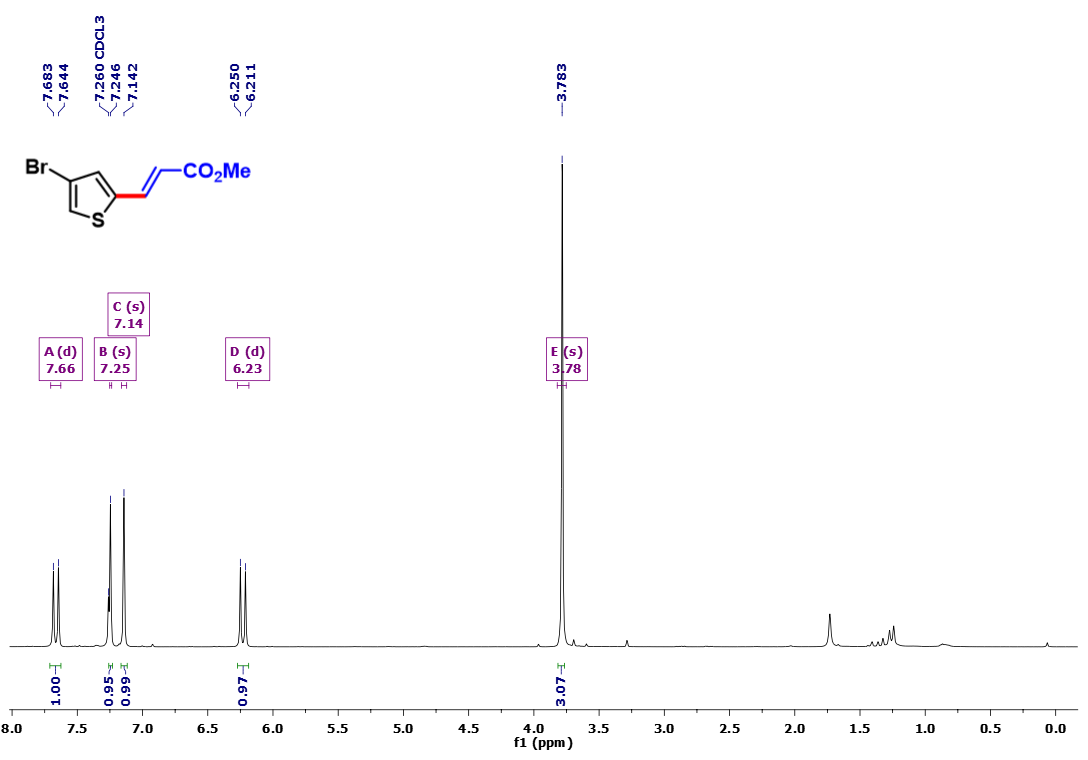 7.683
7.644
7.260 CDCL3
7.246
7.142
6.250
6.211
3.783
Br
S
CO2Me
C (s)
7.14
A (d)
7.66
B (s)
7.25
D (d)
6.23
E (s)
3.78
1.00
0.95
0.99
0.97
3.07
8.0 7.5 7.0 6.5 6.0 5.5 5.0 4.5 4.0 3.5 3.0 2.5 2.0 1.5 1.0 0.5 0.0
f1 (ppm)